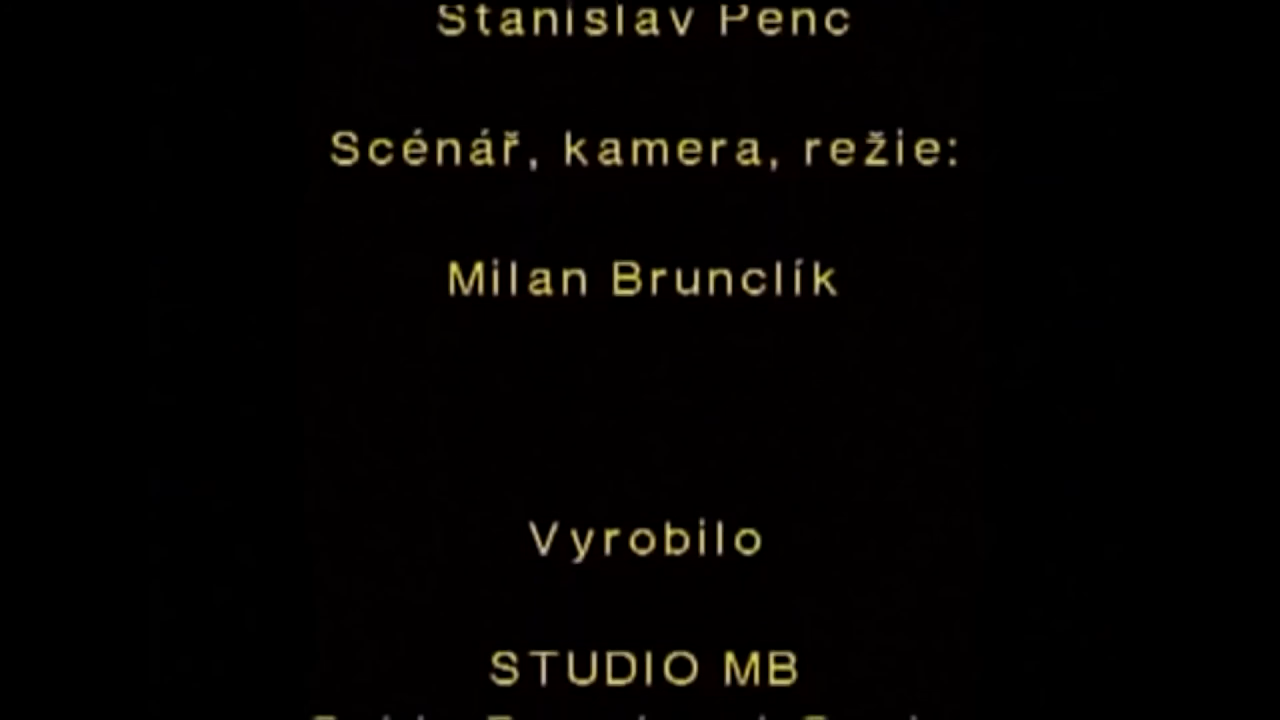 Stanislav Penc
Scénář, kamera, režie:
Milan Brunclík
Vyrobilo
STUDIO MB